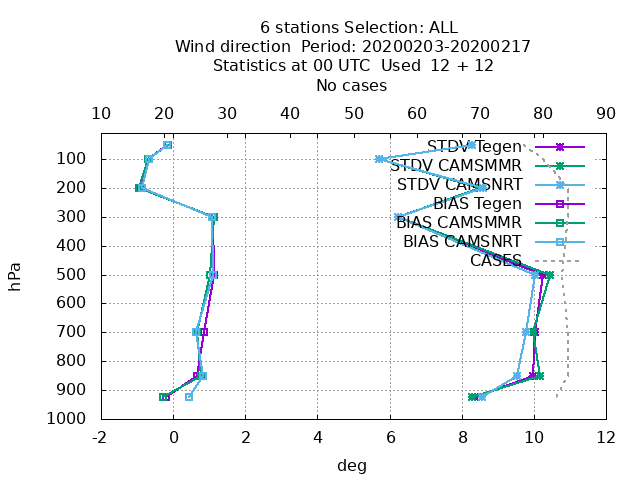 6 stations Selection: ALL
Wind direction  Period: 20200203-20200217
Statistics at 00 UTC  Used  12 + 12
No cases
10 20 30 40 50 60 70 80 90
STDV Tegen
STDV CAMSMMR
STDV CAMSNRT
BIAS Tegen
BIAS CAMSMMR
BIAS CAMSNRT
CASES
hPa
100
200
300
400
500
600
700
800
900
1000
-2 0 2 4 6 8 10 12
deg